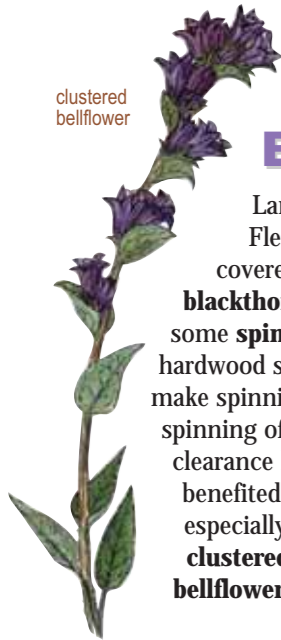 clustered
bellflower
E
Lar
Fle
covere
blackthor
some spin
hardwood s
make spinni
spinning of
clearance
benefited
especially
clustered
bellflower